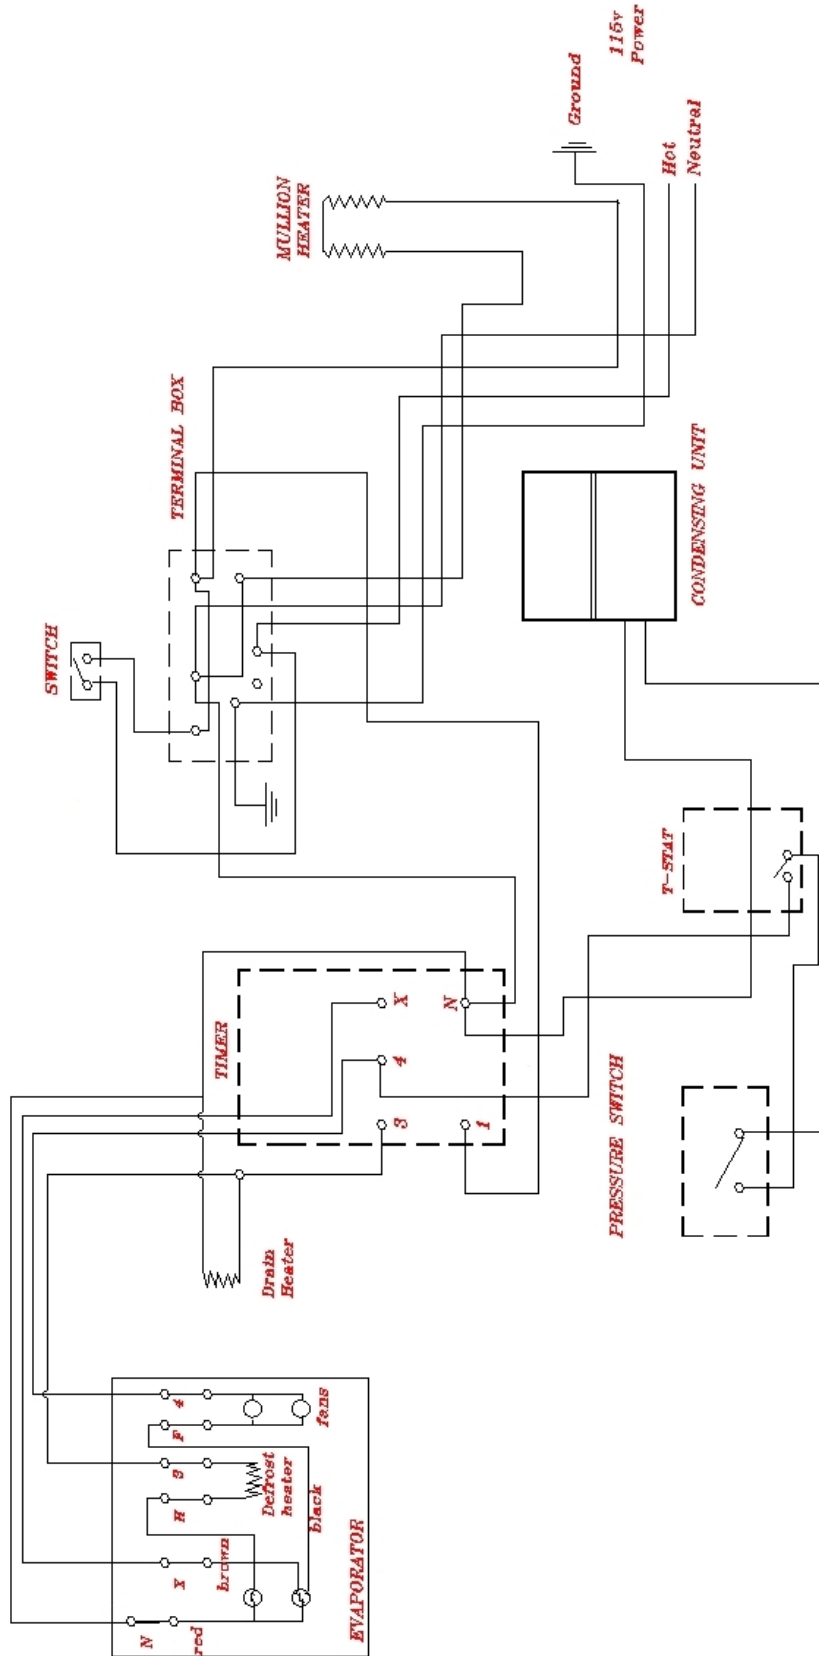 115v
Power
Ground
Hot
Neutral
MULLION
HEATER
TERMINAL BOX
CONDENSING UNIT
SWITCH
T-STAT
TIMER
X
N
4
3
1
PRESSURE SWITCH
Drain
Heater
4
F
3
H
X
N
fans
Defrost
heater
black
brown
red
EVAPORATOR